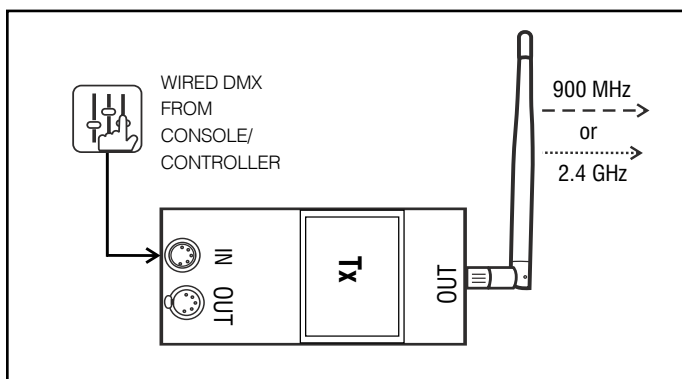 WIRED DMX
FROM
CONSOLE/
CONTROLLER
900 MHz
or
2.4 GHz
IN
OUT
Tx
OUT